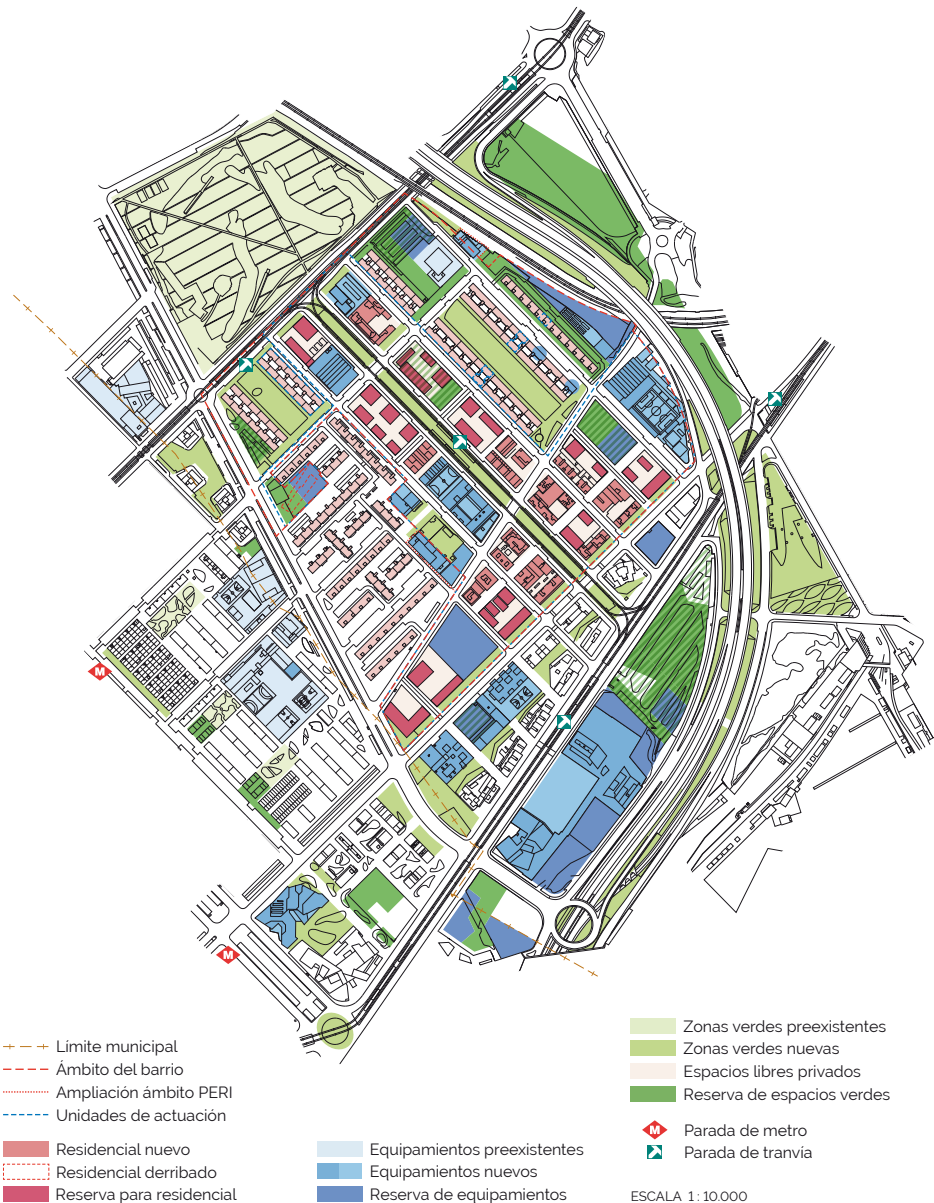 M
M
Límite municipal
Ámbito del barrio
Ampliación ámbito PERI
Unidades de actuación
Residencial nuevo
Residencial derribado
Reserva para residencial
Equipamientos preexistentes
Equipamientos nuevos
Reserva de equipamientos
Zonas verdes preexistentes
Zonas verdes nuevas
Espacios libres privados
Reserva de espacios verdes
M Parada de metro
Parada de tranvía
ESCALA 1:10.000